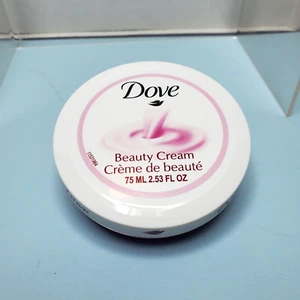 Dove
Beauty Cream
Crème de beauté
75 ML 2.53 FL OZ